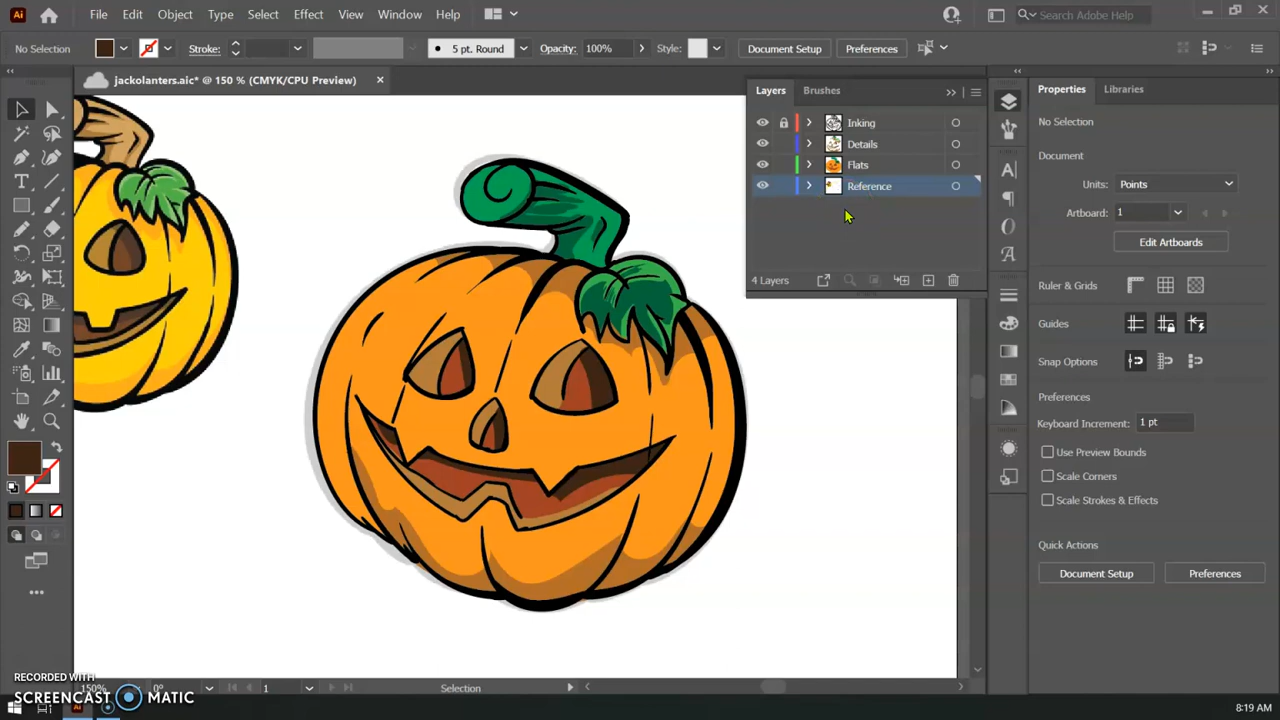 Ai File Edit Object Type Select Effect View Window Help Search Adobe Help
No Selection Stroke: 5 pt. Round Opacity: 100% Style: Document Setup Preferences
jackolanters.aic* @ 150 % (CMYK/CPU Preview)
Layers Brushes
Inking
Details
Flats
Reference
4 Layers
Properties Libraries
No Selection
Document
Units: Points
Artboard: 1
Edit Artboards
Ruler & Grids
Guides
Snap Options
Preferences
Keyboard Increment: 1 pt
Use Preview Bounds
Scale Corners
Scale Strokes & Effects
Quick Actions
Document Setup Preferences
150% 0° 1 Selection
RECORDED WITH
SCREENCAST MATIC
8:19 AM